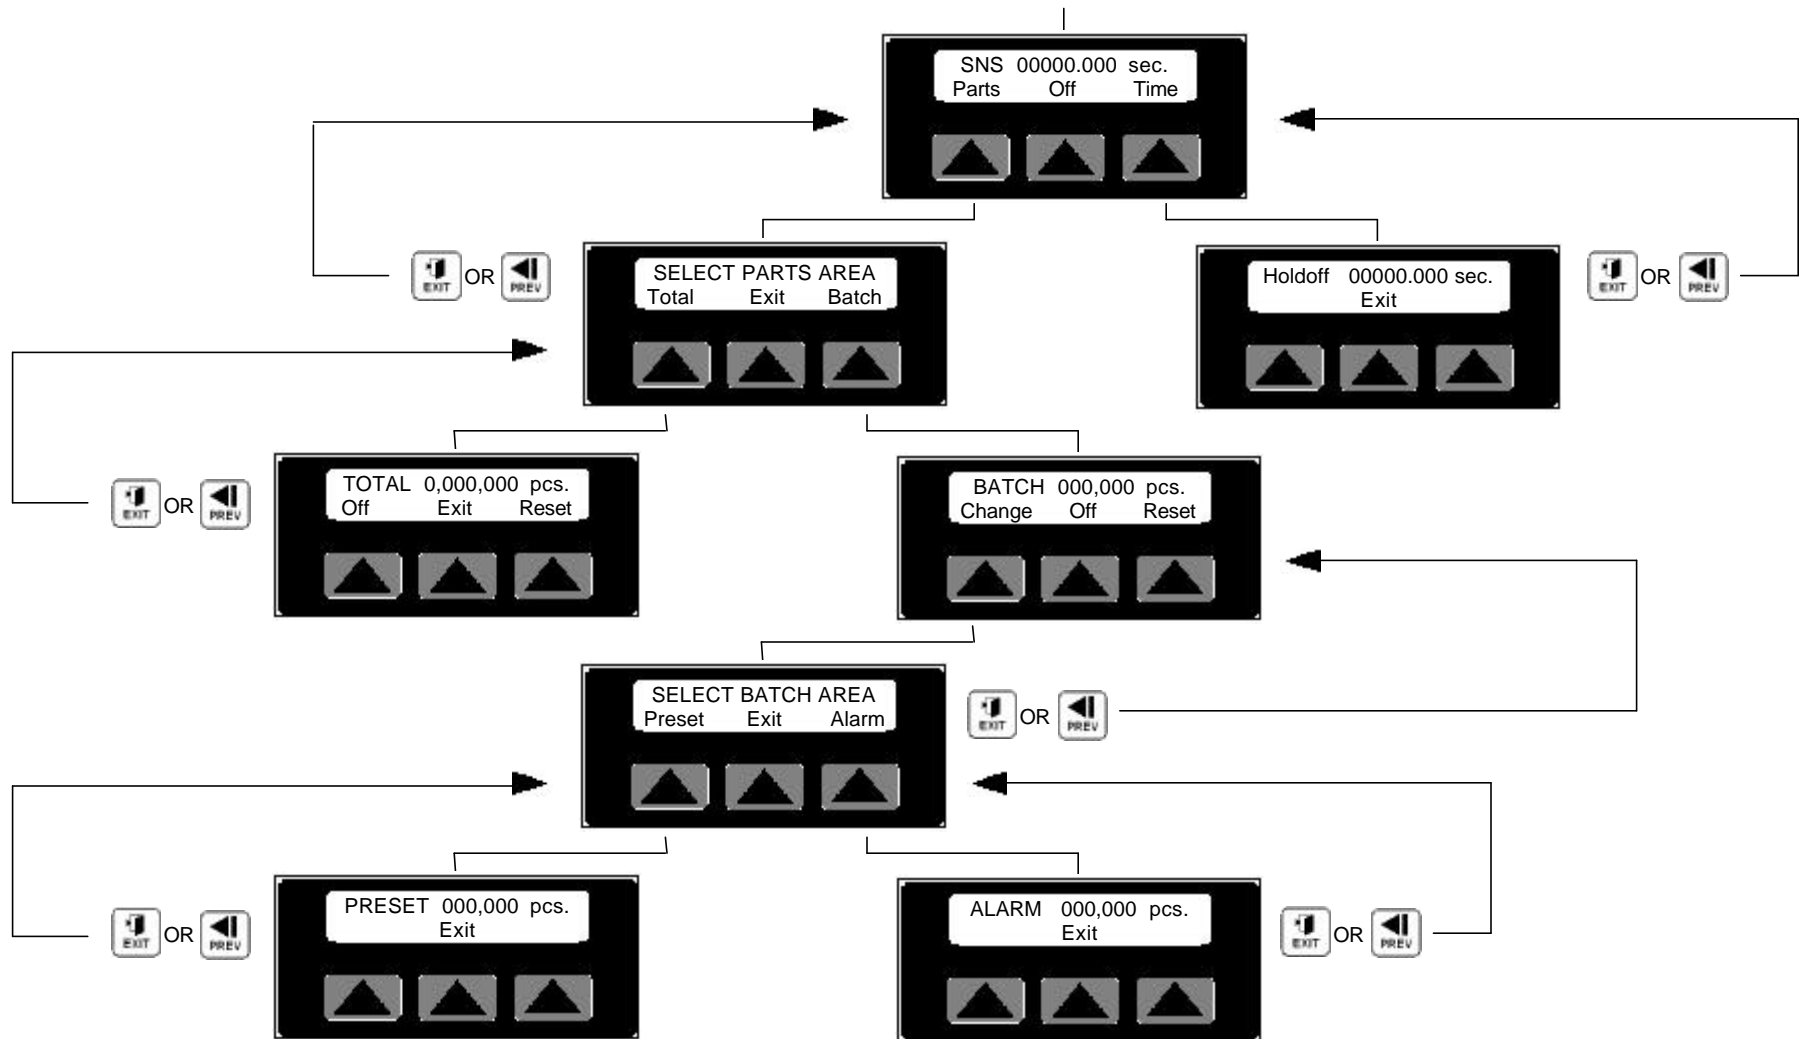 SNS 00000.000 sec.
Parts Off Time
EXIT OR PREV
SELECT PARTS AREA
Total Exit Batch
Holdoff 00000.000 sec.
Exit
EXIT OR PREV
EXIT OR PREV
TOTAL 0,000,000 pcs.
Off Exit Reset
BATCH 000,000 pcs.
Change Off Reset
SELECT BATCH AREA
Preset Exit Alarm
EXIT OR PREV
EXIT OR PREV
PRESET 000,000 pcs.
Exit
ALARM 000,000 pcs.
Exit
EXIT OR PREV